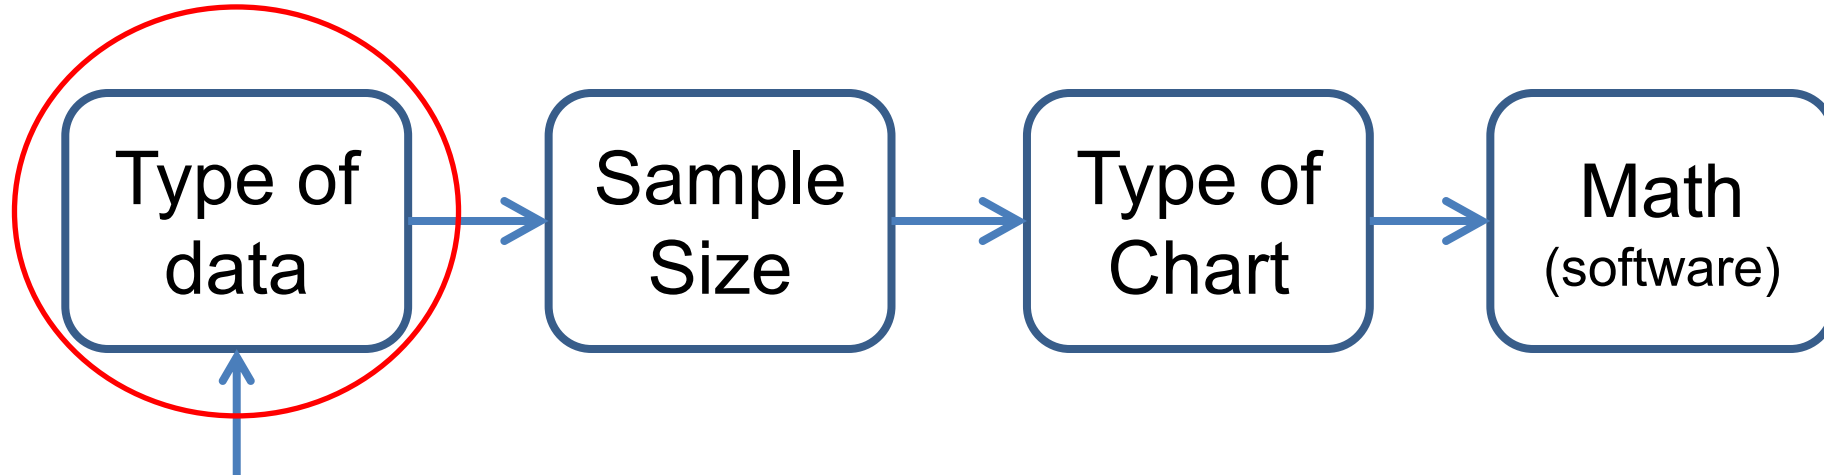 Type of
data
Sample
Size
Type of
Chart
Math
(software)